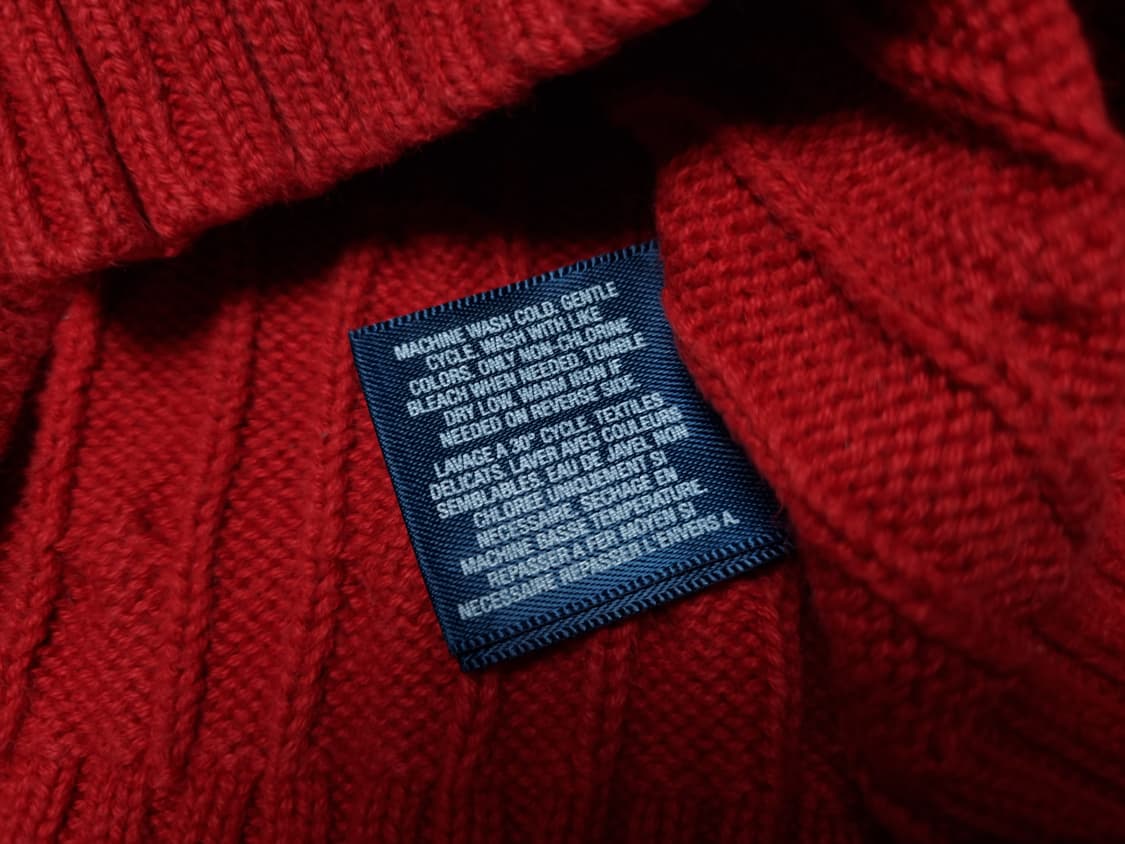 MACHINE WASH COLD. GENTLE
CYCLE. WASH WITH LIKE
COLORS. ONLY NON-CHLORINE
BLEACH WHEN NEEDED. TUMBLE
DRY LOW. WARM IRON IF
NEEDED ON REVERSE SIDE
LAVAGE A 30° CYCLE. TEXTILES
DELICATS. LAVER AVEC COULEURS
SEMBLABLES. EAU DE JAVEL NON
CHLOREE, UNIQUMENT SI
NECESSAIRE. SECHAGE EN
MACHINE BASSE TEMPERATURE.
REPASSER A FER MOYEN SI
NECESSAIRE REPASSER L'ENVERS A.